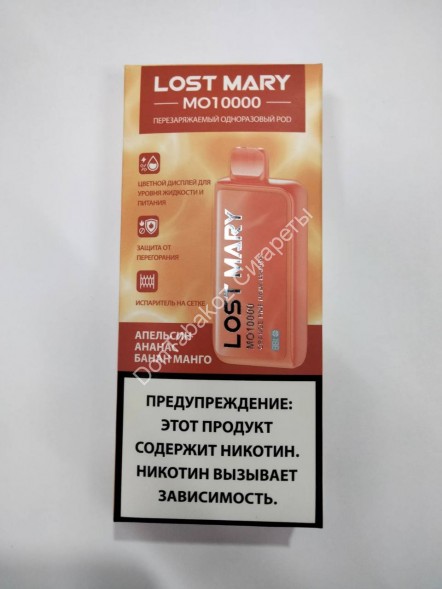 LOST MARY
MO10000
ПЕРЕЗАРЯЖАЕМЫЙ ОДНОРАЗОВЫЙ POD
ЦВЕТНОЙ ДИСПЛЕЙ ДЛЯ
УРОВНЯ ЖИДКОСТИ И
ПИТАНИЯ
ЗАЩИТА ОТ
ПЕРЕГОРАНИЯ
ИСПАРИТЕЛЬ НА СЕТКЕ
LOST MARY
MO10000
АПЕЛЬСИН
АНАНАС
БАНАН МАНГО
ПРЕДУПРЕЖДЕНИЕ:
ЭТОТ ПРОДУКТ
СОДЕРЖИТ НИКОТИН.
НИКОТИН ВЫЗЫВАЕТ
ЗАВИСИМОСТЬ.
Сигареты